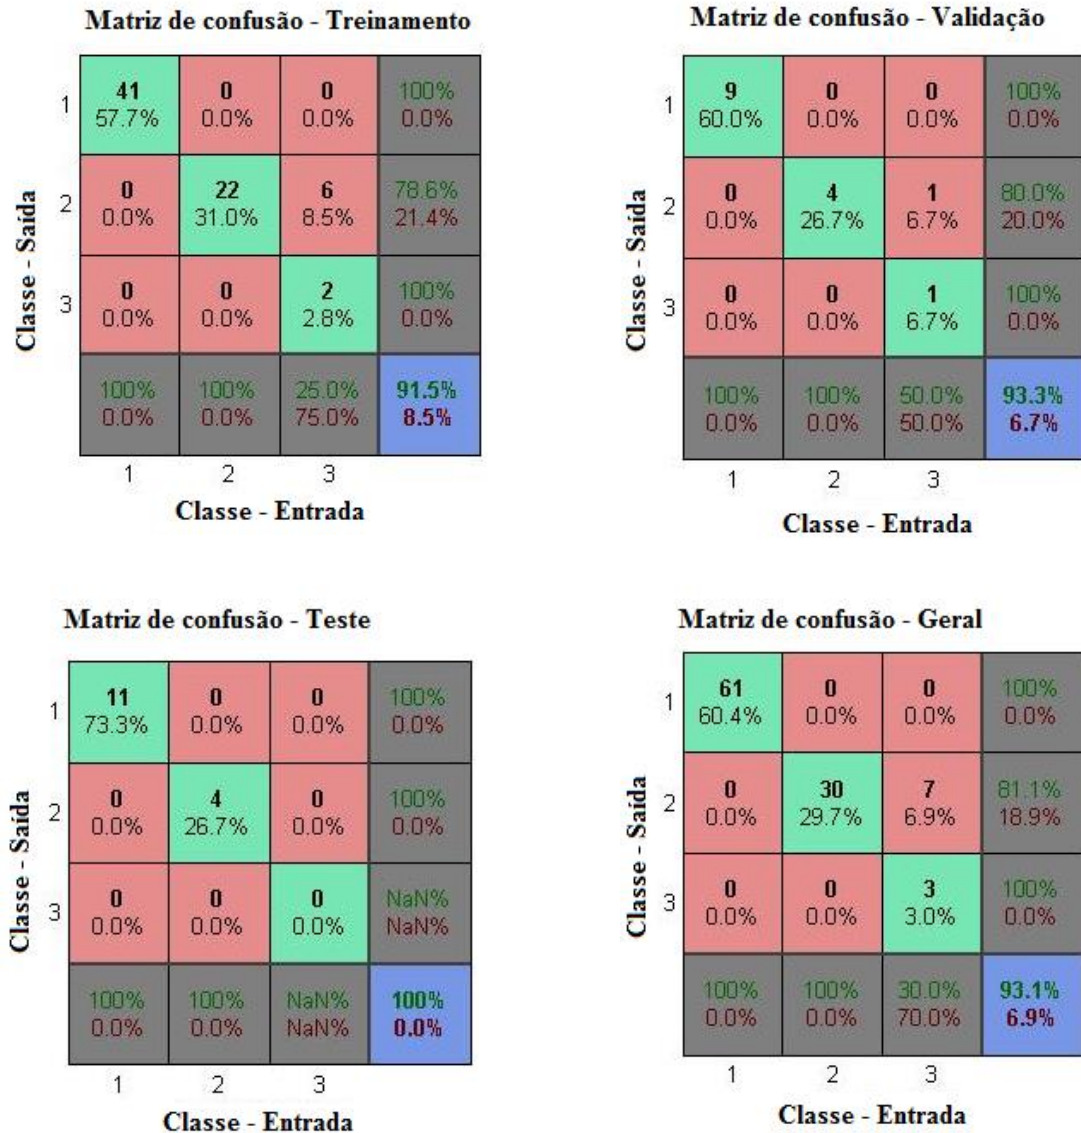 Matriz de confusão - Treinamento
1 41 0 0 100%
57.7% 0.0% 0.0% 0.0%
2 0 22 6 78.6%
0.0% 31.0% 8.5% 21.4%
3 0 0 2 100%
0.0% 0.0% 2.8% 0.0%
100% 100% 25.0% 91.5%
0.0% 0.0% 75.0% 8.5%
1 2 3
Classe - Saída
Classe - Entrada
Matriz de confusão - Validação
1 9 0 0 100%
60.0% 0.0% 0.0% 0.0%
2 0 4 1 80.0%
0.0% 26.7% 6.7% 20.0%
3 0 0 1 100%
0.0% 0.0% 6.7% 0.0%
100% 100% 50.0% 93.3%
0.0% 0.0% 50.0% 6.7%
1 2 3
Classe - Saída
Classe - Entrada
Matriz de confusão - Teste
1 11 0 0 100%
73.3% 0.0% 0.0% 0.0%
2 0 4 0 100%
0.0% 26.7% 0.0% 0.0%
3 0 0 0 NaN%
0.0% 0.0% 0.0% NaN%
100% 100% NaN% 100%
0.0% 0.0% NaN% 0.0%
1 2 3
Classe - Saída
Classe - Entrada
Matriz de confusão - Geral
1 61 0 0 100%
60.4% 0.0% 0.0% 0.0%
2 0 30 7 81.1%
0.0% 29.7% 6.9% 18.9%
3 0 0 3 100%
0.0% 0.0% 3.0% 0.0%
100% 100% 30.0% 93.1%
0.0% 0.0% 70.0% 6.9%
1 2 3
Classe - Saída
Classe - Entrada